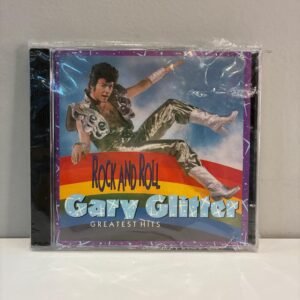 ROCK AND ROLL
Gary Glitter
GREATEST HITS